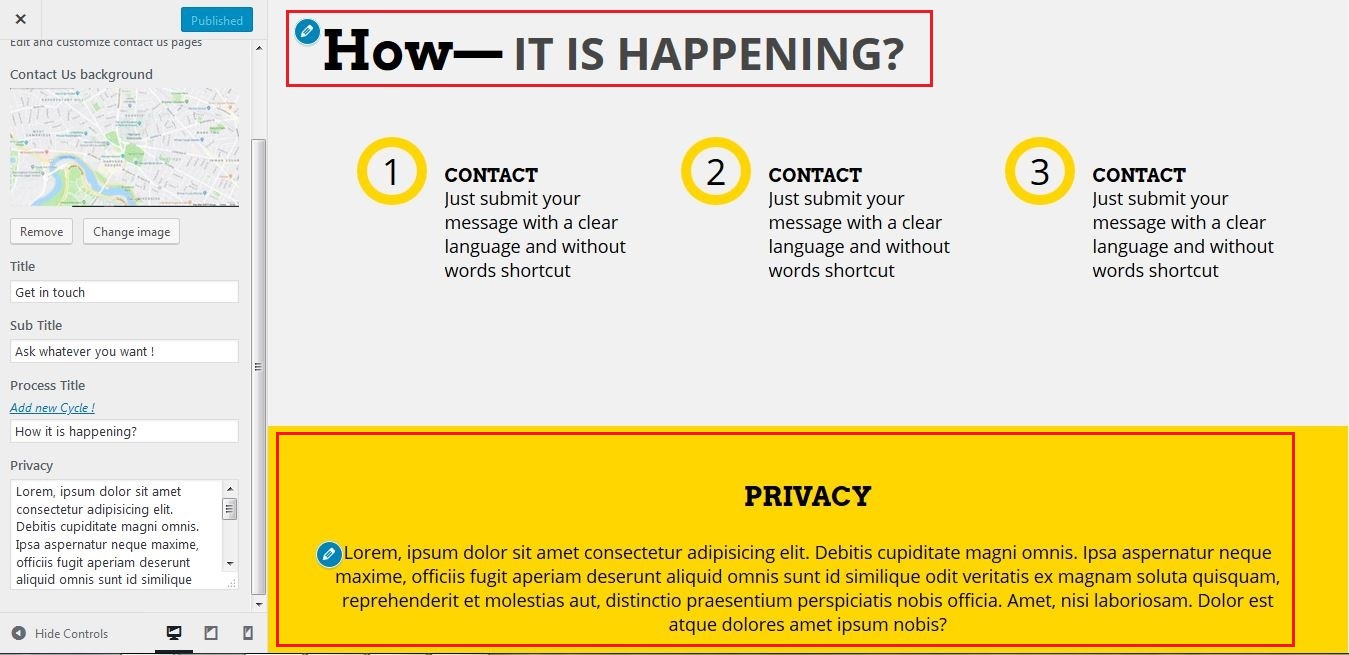 Published
Edit and customize contact us pages
Contact Us background
Remove
Change image
Title
Get in touch
Sub Title
Ask whatever you want !
Process Title
Add new Cycle !
How it is happening?
Privacy
Lorem, ipsum dolor sit amet
consectetur adipisicing elit.
Debitis cupiditate magni omnis.
Ipsa aspernatur neque maxime,
officiis fugit aperiam deserunt
aliquid omnis sunt id similique
Hide Controls
How— IT IS HAPPENING?
1
CONTACT
Just submit your
message with a clear
language and without
words shortcut
2
CONTACT
Just submit your
message with a clear
language and without
words shortcut
3
CONTACT
Just submit your
message with a clear
language and without
words shortcut
PRIVACY
Lorem, ipsum dolor sit amet consectetur adipisicing elit. Debitis cupiditate magni omnis. Ipsa aspernatur neque
maxime, officiis fugit aperiam deserunt aliquid omnis sunt id similique odit veritatis ex magnam soluta quisquam,
reprehenderit et molestias aut, distinctio praesentium perspiciatis nobis officia. Amet, nisi laboriosam. Dolor est
atque dolores amet ipsum nobis?